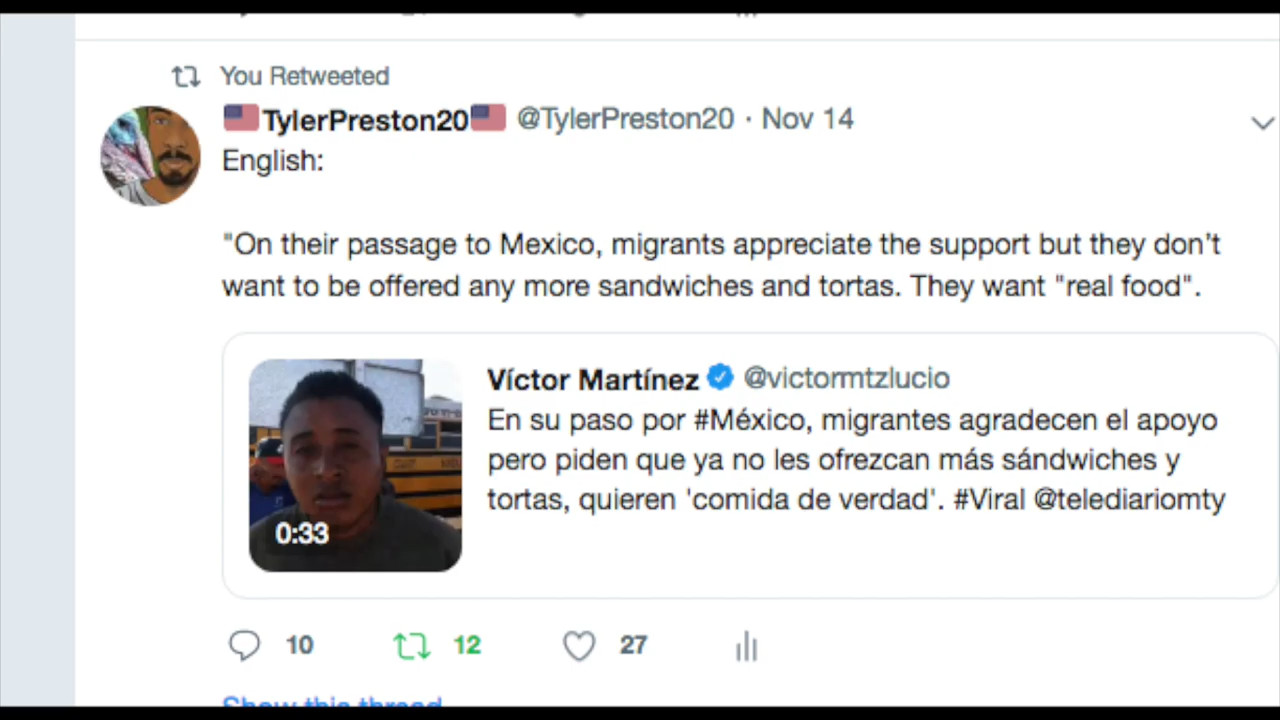 You Retweeted
TylerPreston20 @TylerPreston20 · Nov 14
English:
"On their passage to Mexico, migrants appreciate the support but they don't
want to be offered any more sandwiches and tortas. They want "real food".
Víctor Martínez @victormtzlucio
En su paso por #México, migrantes agradecen el apoyo
pero piden que ya no les ofrezcan más sándwiches y
tortas, quieren 'comida de verdad'. #Viral @telediariomty
0:33
10 12 27
Show this thread